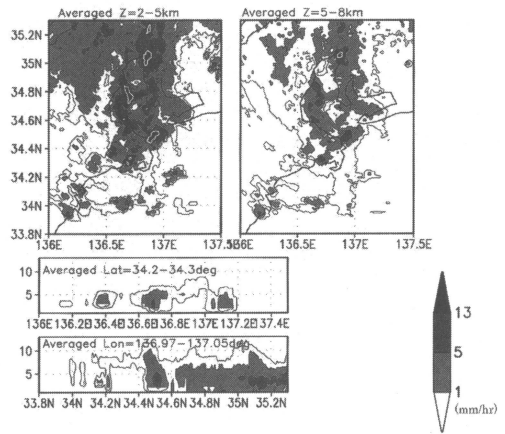 Averaged Z=2-5km
Averaged Z=5-8km
35.2N
35N
34.8N
34.6N
34.4N
34.2N
34N
33.8N
136E 136.5E 137E 137.5E
136E 136.5E 137E 137.5E
Averaged Lat=34.2-34.3deg
10
5
136E 136.2E 136.4E 136.6E 136.8E 137E 137.2E 137.4E
Averaged Lon=136.97-137.05deg
10
5
33.8N 34N 34.2N 34.4N 34.6N 34.8N 35N 35.2N
13
5
1
(mm/hr)